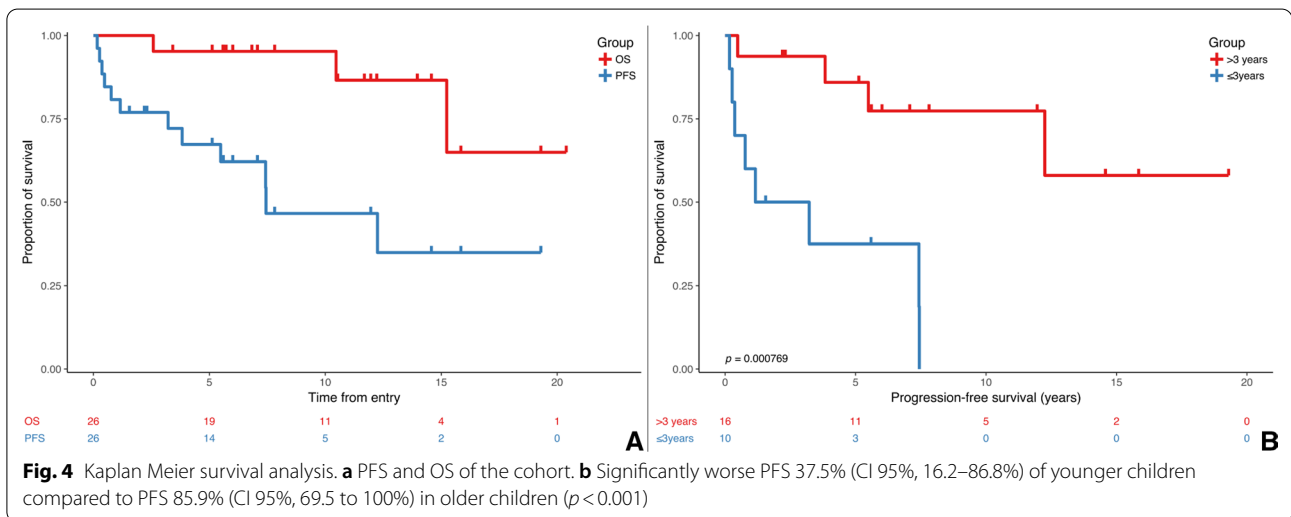 1.00
0.75
0.50
0.25
0.00
Proportion of survival
Group
OS
PFS
0 5 10 15 20
Time from entry
OS 26 19 11 4 1
PFS 26 14 5 2 0
A
1.00
0.75
0.50
0.25
0.00
Proportion of survival
Group
>3 years
≤3years
p = 0.000769
0 5 10 15 20
Progression-free survival (years)
>3 years 16 11 5 2 0
≤3years 10 3 0 0 0
B
Fig. 4 Kaplan Meier survival analysis. a PFS and OS of the cohort. b Significantly worse PFS 37.5% (CI 95%, 16.2–86.8%) of younger children
compared to PFS 85.9% (CI 95%, 69.5 to 100%) in older children (p < 0.001)